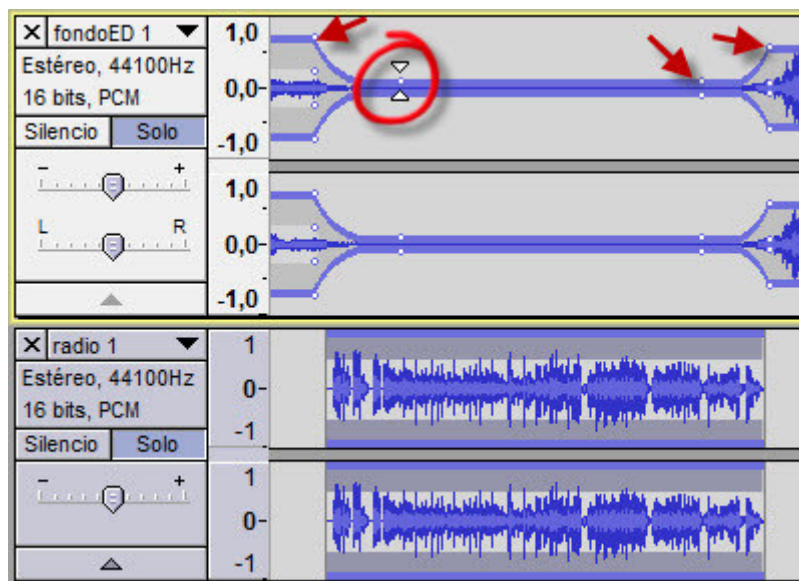 X fondoED 1
Estéreo, 44100Hz
16 bits, PCM
Silencio Solo
- +
L R
1,0
0,0-
-1,0
1,0
0,0-
-1,0
X radio 1
Estéreo, 44100Hz
16 bits, PCM
Silencio Solo
- +
1
0-
-1
1
0-
-1